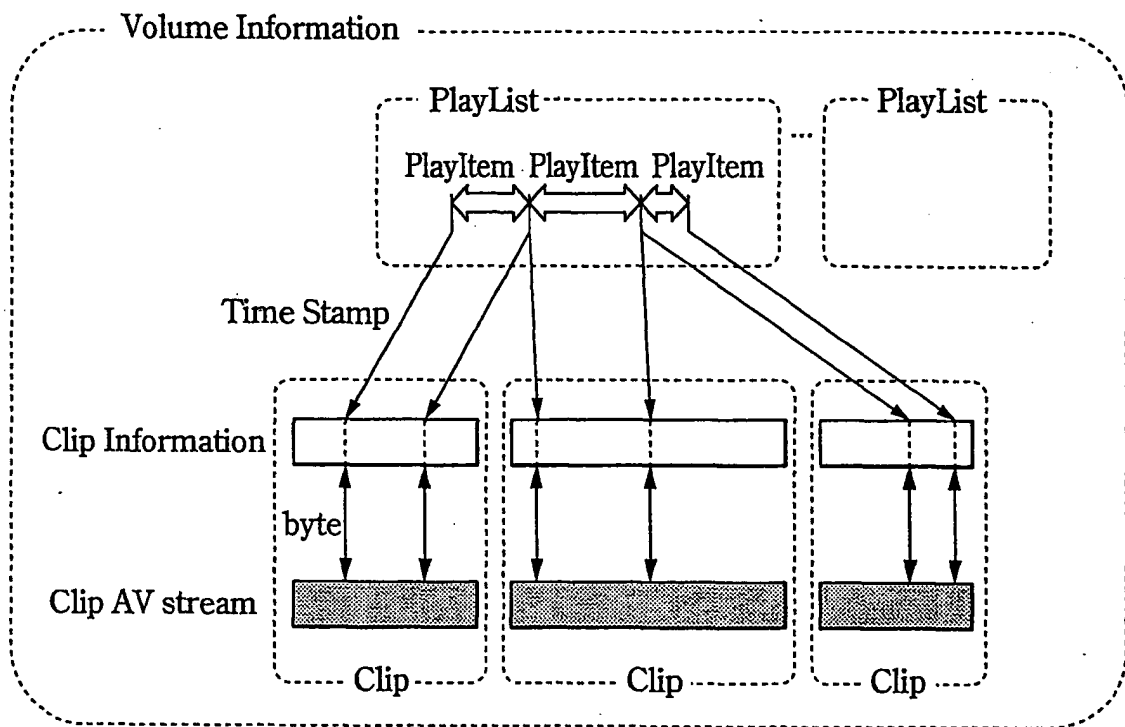 Volume Information
PlayList
PlayList
...
PlayItem PlayItem PlayItem
Time Stamp
Clip Information
byte
Clip AV stream
Clip
Clip
Clip